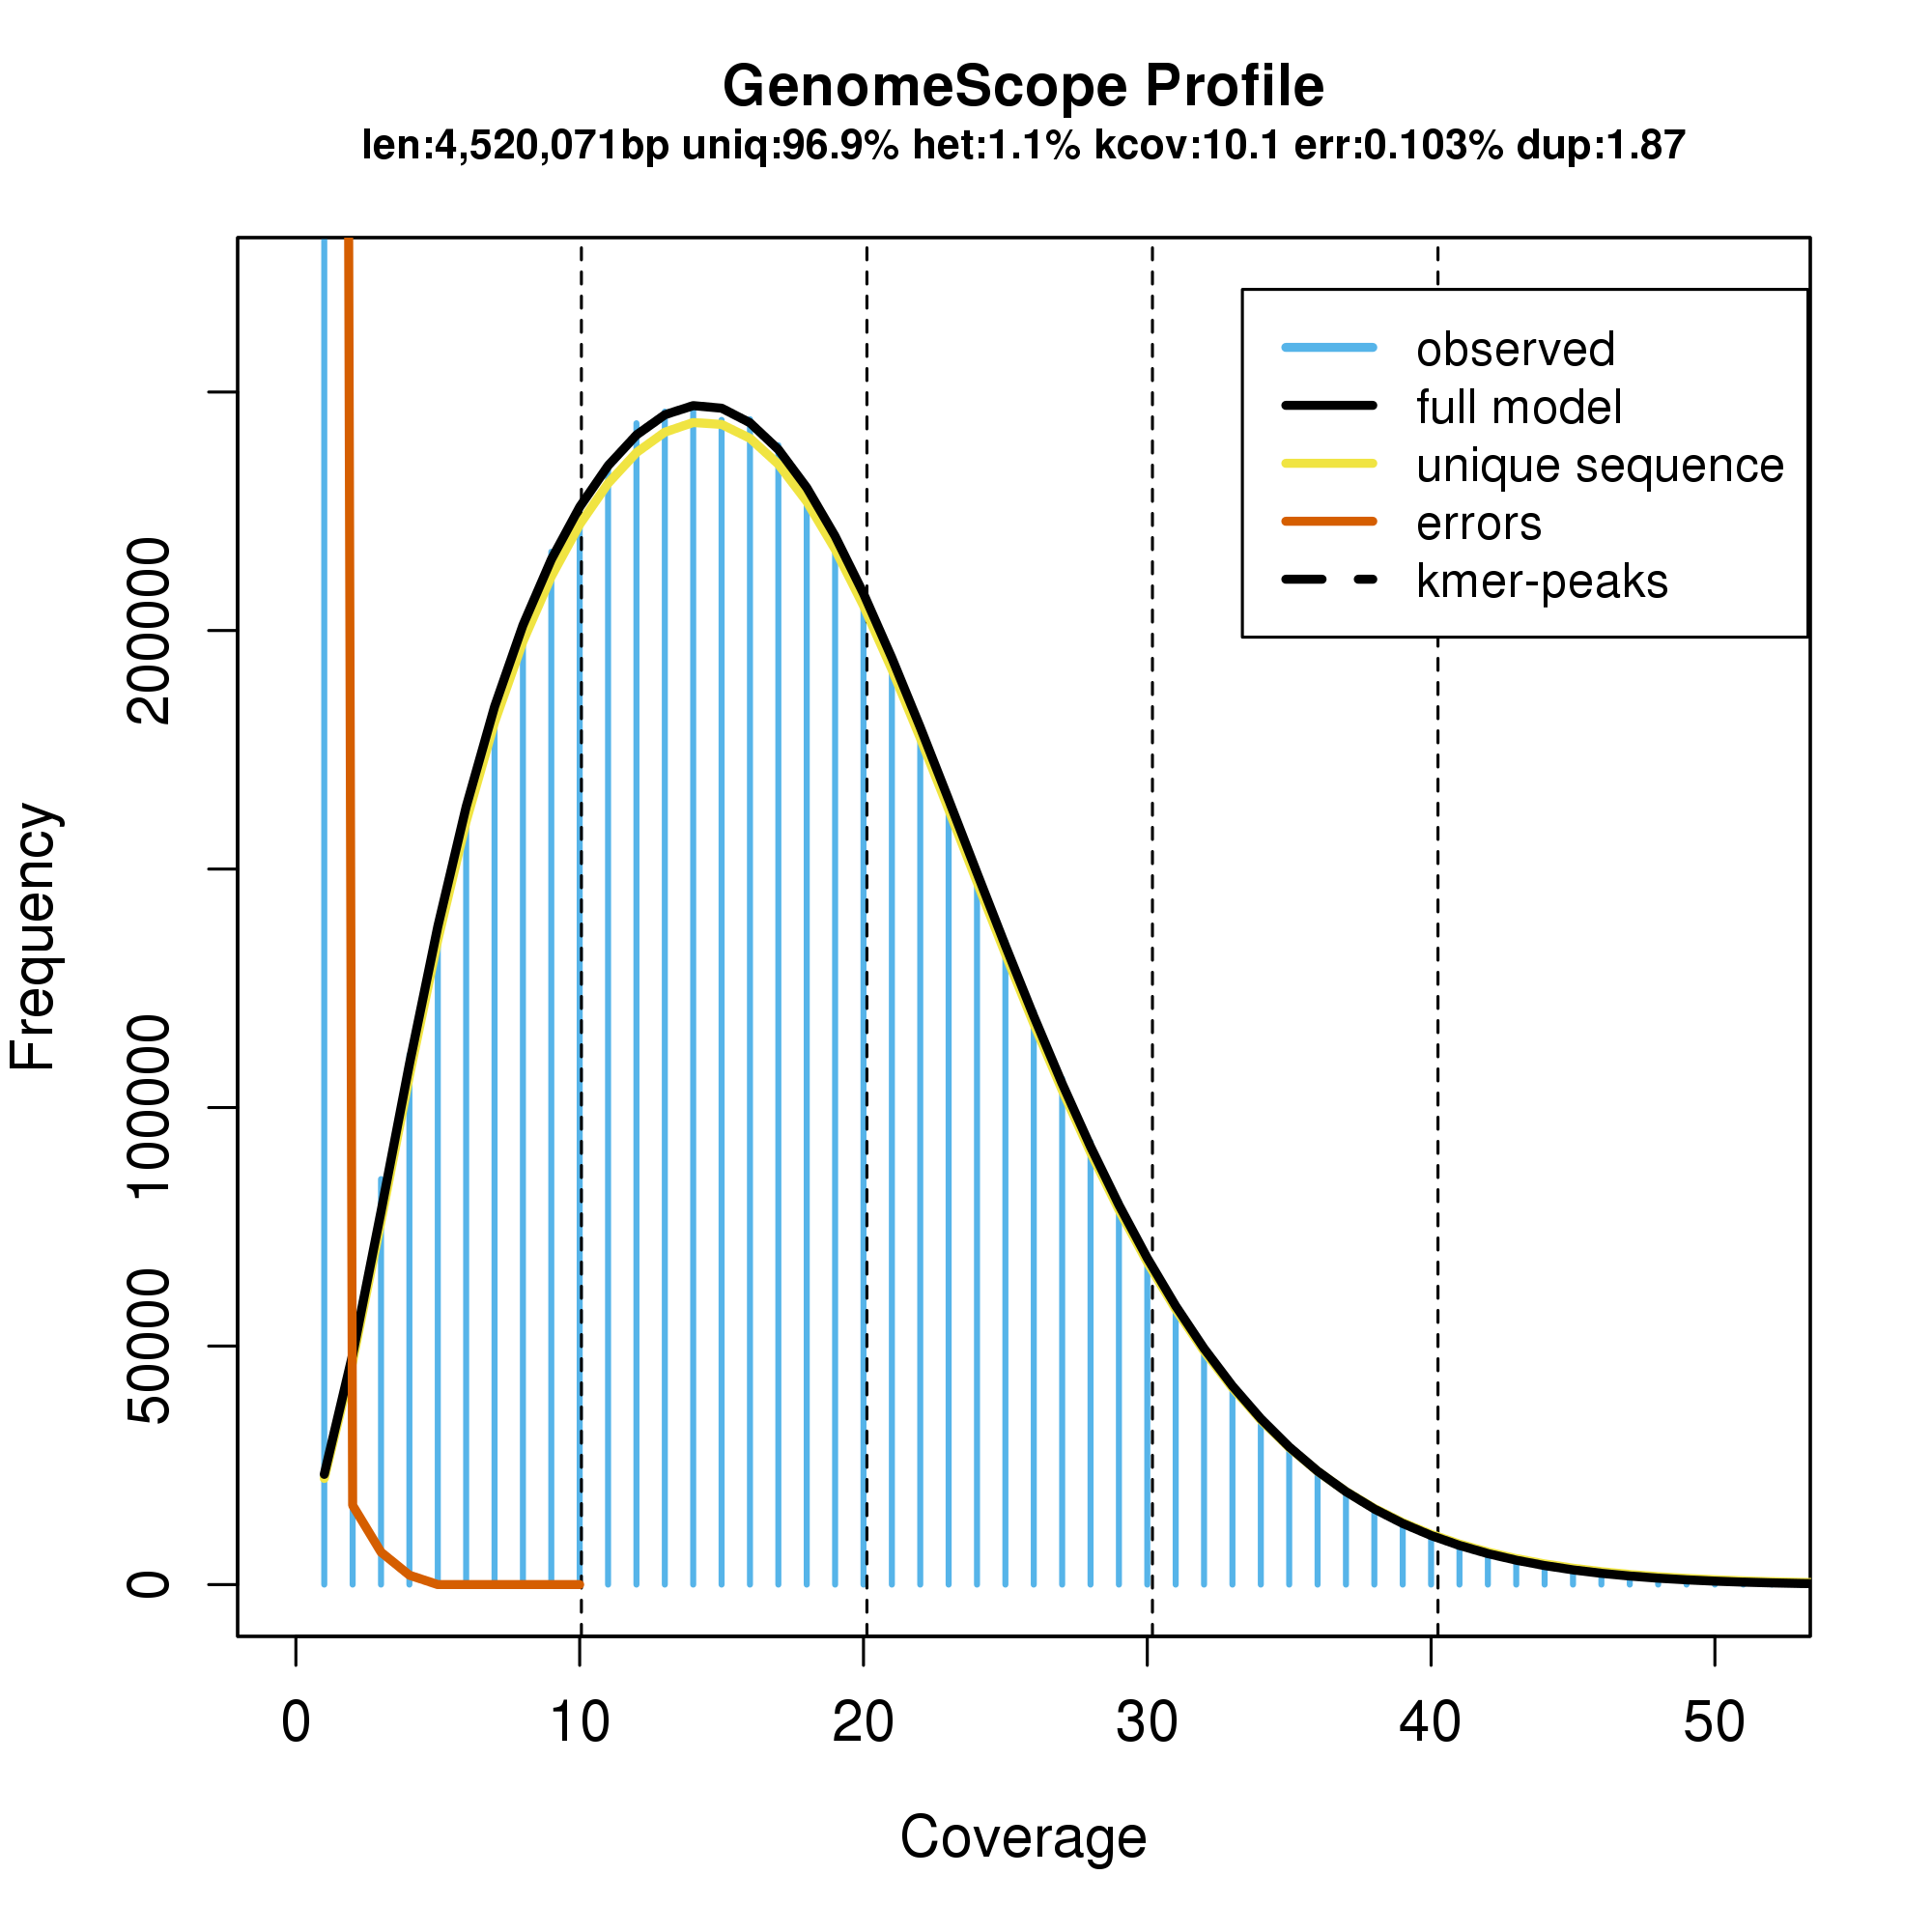 GenomeScope Profile
len:4,520,071bp uniq:96.9% het:1.1% kcov:10.1 err:0.103% dup:1.87
observed
full model
unique sequence
errors
kmer-peaks
Frequency
200000
100000
50000
0
0 10 20 30 40 50
Coverage